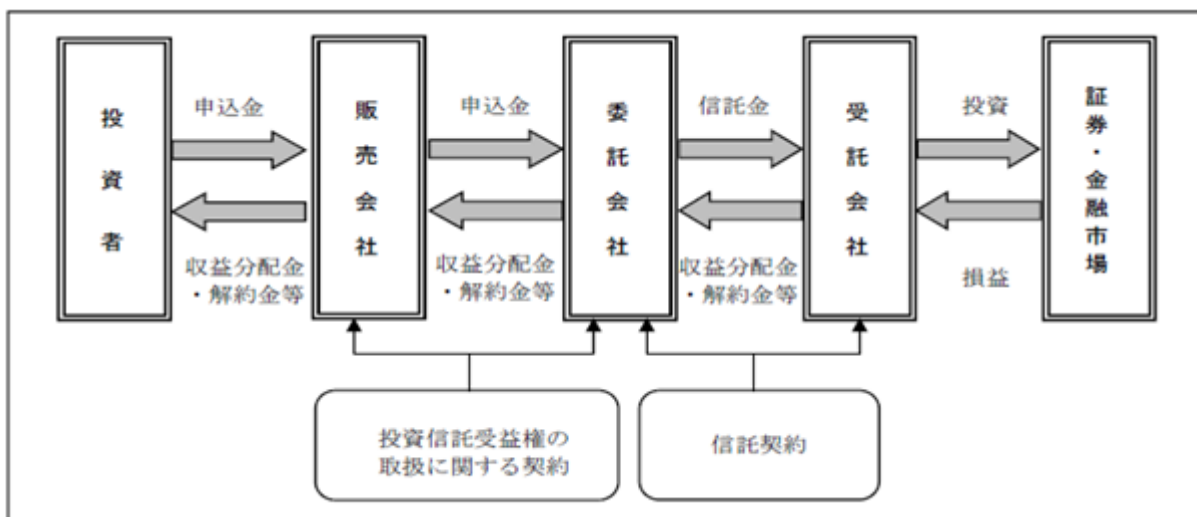 投資者
申込金
収益分配金
・解約金等
販売会社
申込金
収益分配金
・解約金等
委託会社
信託金
収益分配金
・解約金等
受託会社
投資
損益
証券・金融市場
投資信託受益権の
取扱に関する契約
信託契約